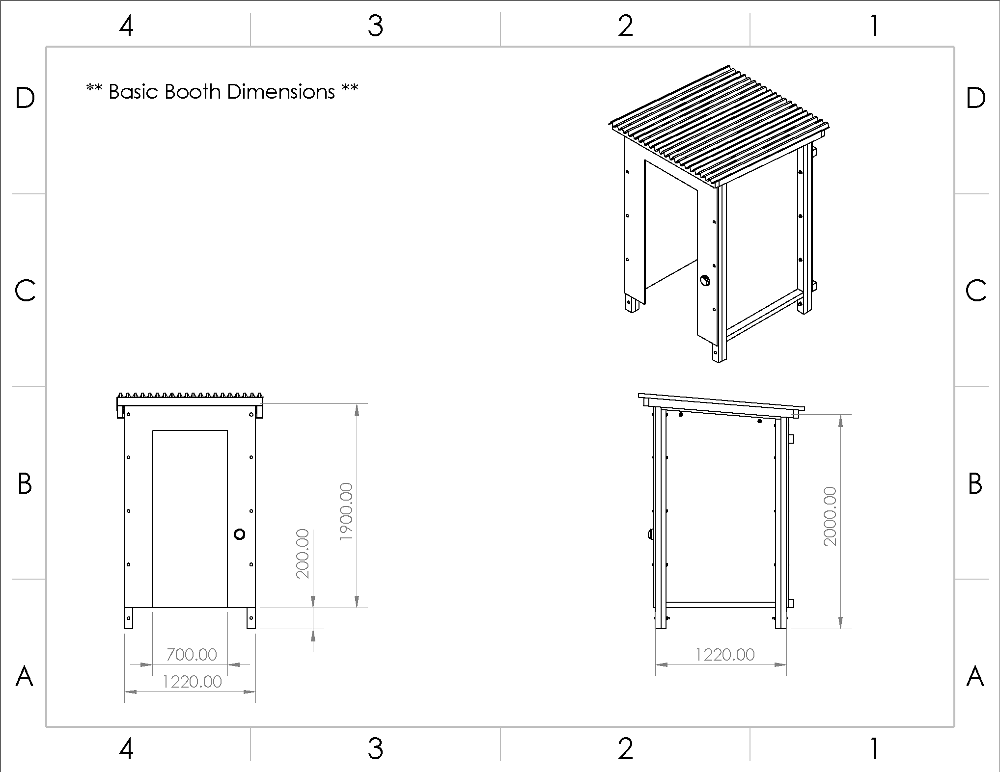 4 3 2 1
D D
** Basic Booth Dimensions **
C C
B B
1900.00
2000.00
200.00
700.00
1220.00
1220.00
A A
4 3 2 1